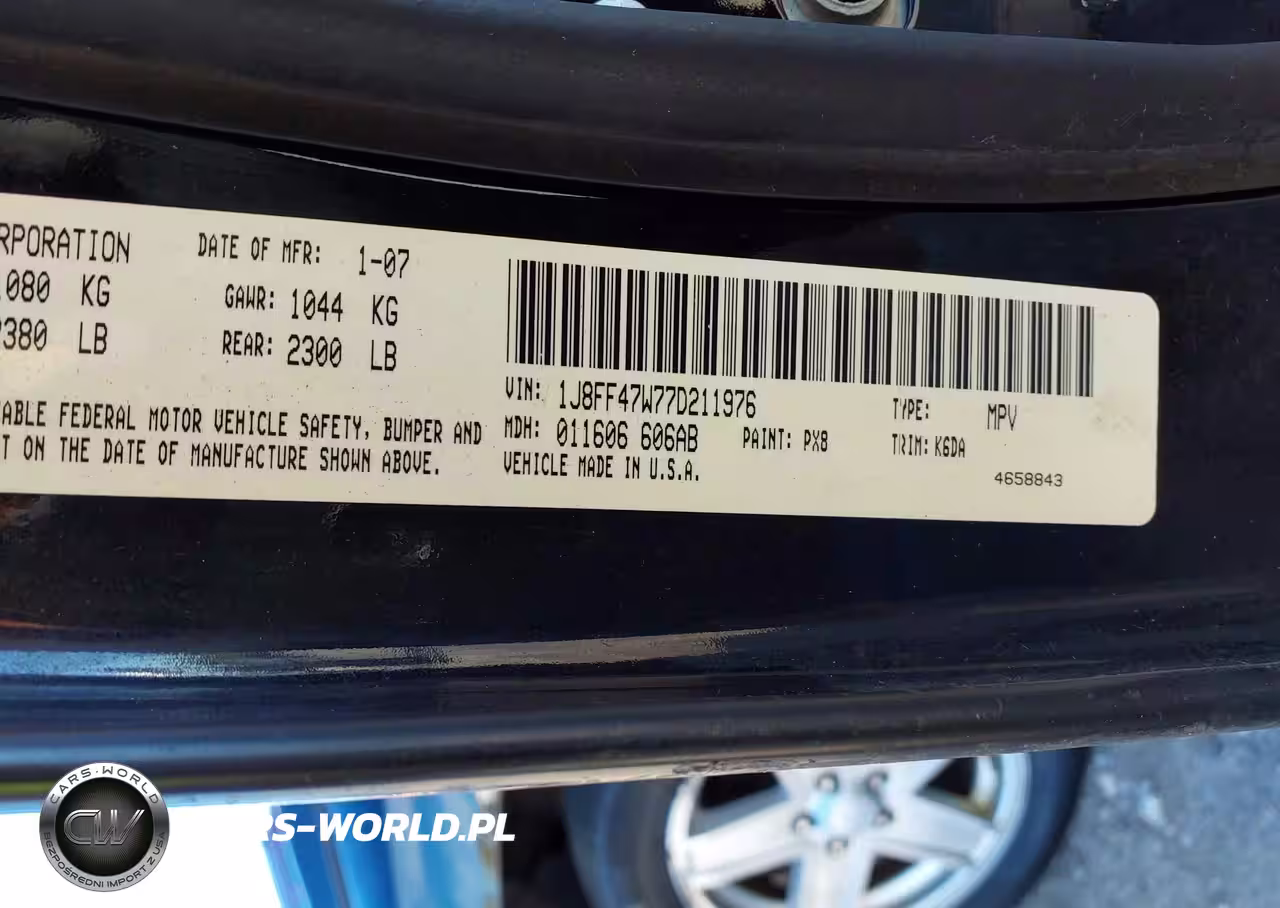 RPORATION
DATE OF MFR: 1-07
080 KG
GAWR: 1044 KG
380 LB
REAR: 2300 LB
ABLE FEDERAL MOTOR VEHICLE SAFETY, BUMPER AND
T ON THE DATE OF MANUFACTURE SHOWN ABOVE.
VIN: 1J8FF47W77D211976
TYPE: MPV
MDH: 011606 606AB
PAINT: PX8
TRIM: K6DA
VEHICLE MADE IN U.S.A.
4658843
CARS-WORLD
CW
BEZPOŚREDNI IMPORT Z USA
RS-WORLD.PL